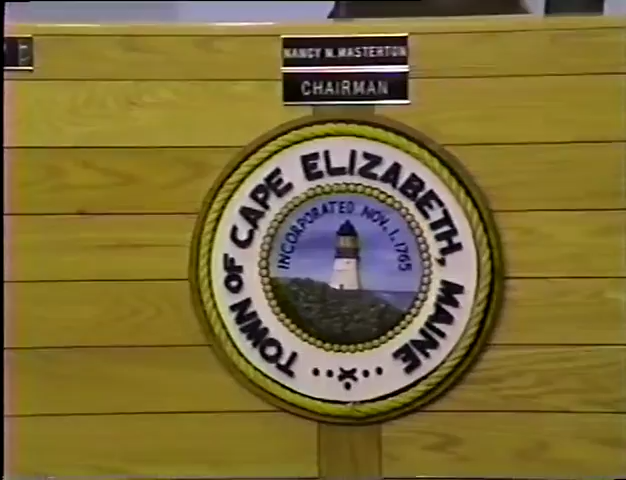 NANCY N. MASTERTON
CHAIRMAN
TOWN OF CAPE ELIZABETH, MAINE
INCORPORATED NOV. 1, 1765